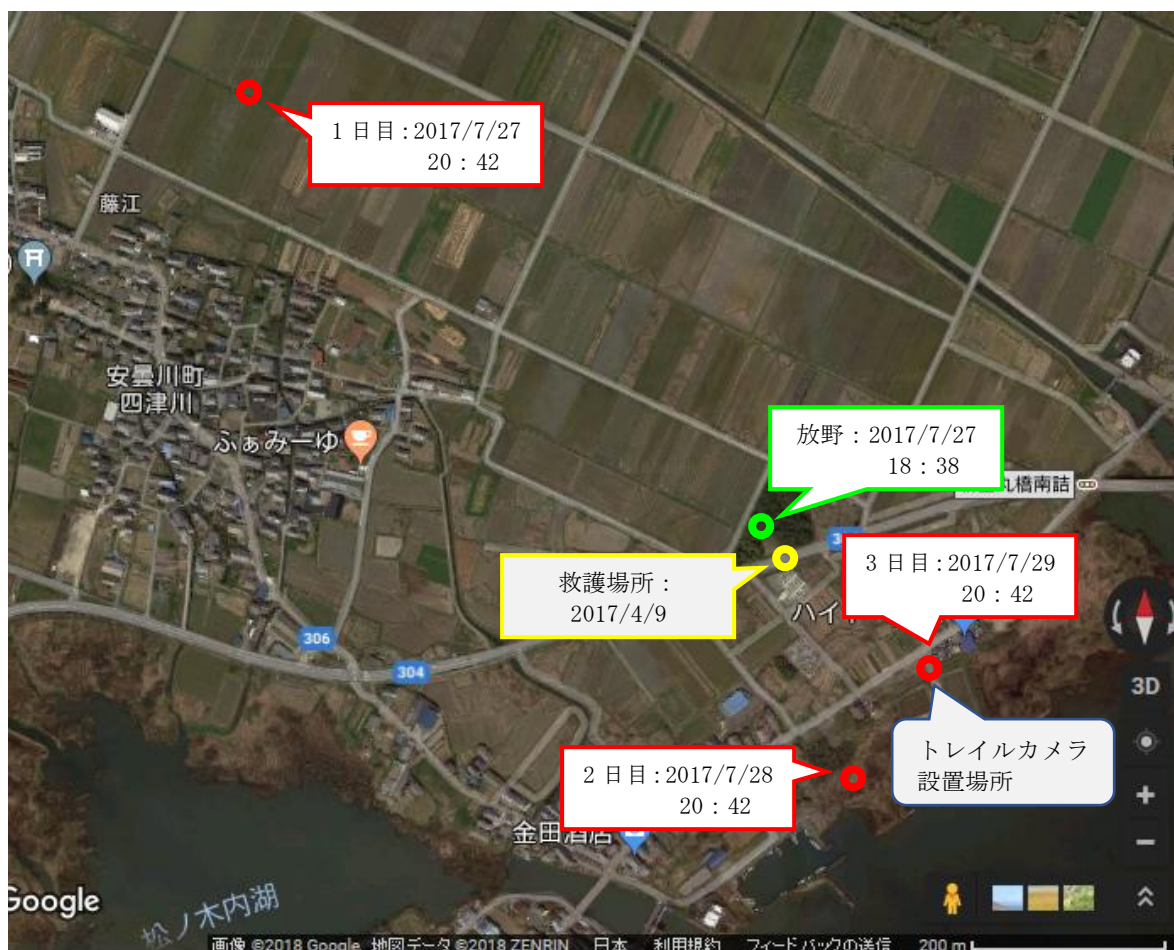 1 日目 : 2017/7/27
20 : 42
藤江
安曇川町
四津川
ふぁみーゆ
放野 : 2017/7/27
18 : 38
橋南詰
救護場所 :
2017/4/9
3 日目 : 2017/7/29
20 : 42
ハイ
306
304
3D
トレイルカメラ
設置場所
2 日目 : 2017/7/28
20 : 42
金田酒店
Google
松ノ木内湖
画像 ©2018 Google、地図データ ©2018 ZENRIN 日本 利用規約 フィードバックの送信 200 m